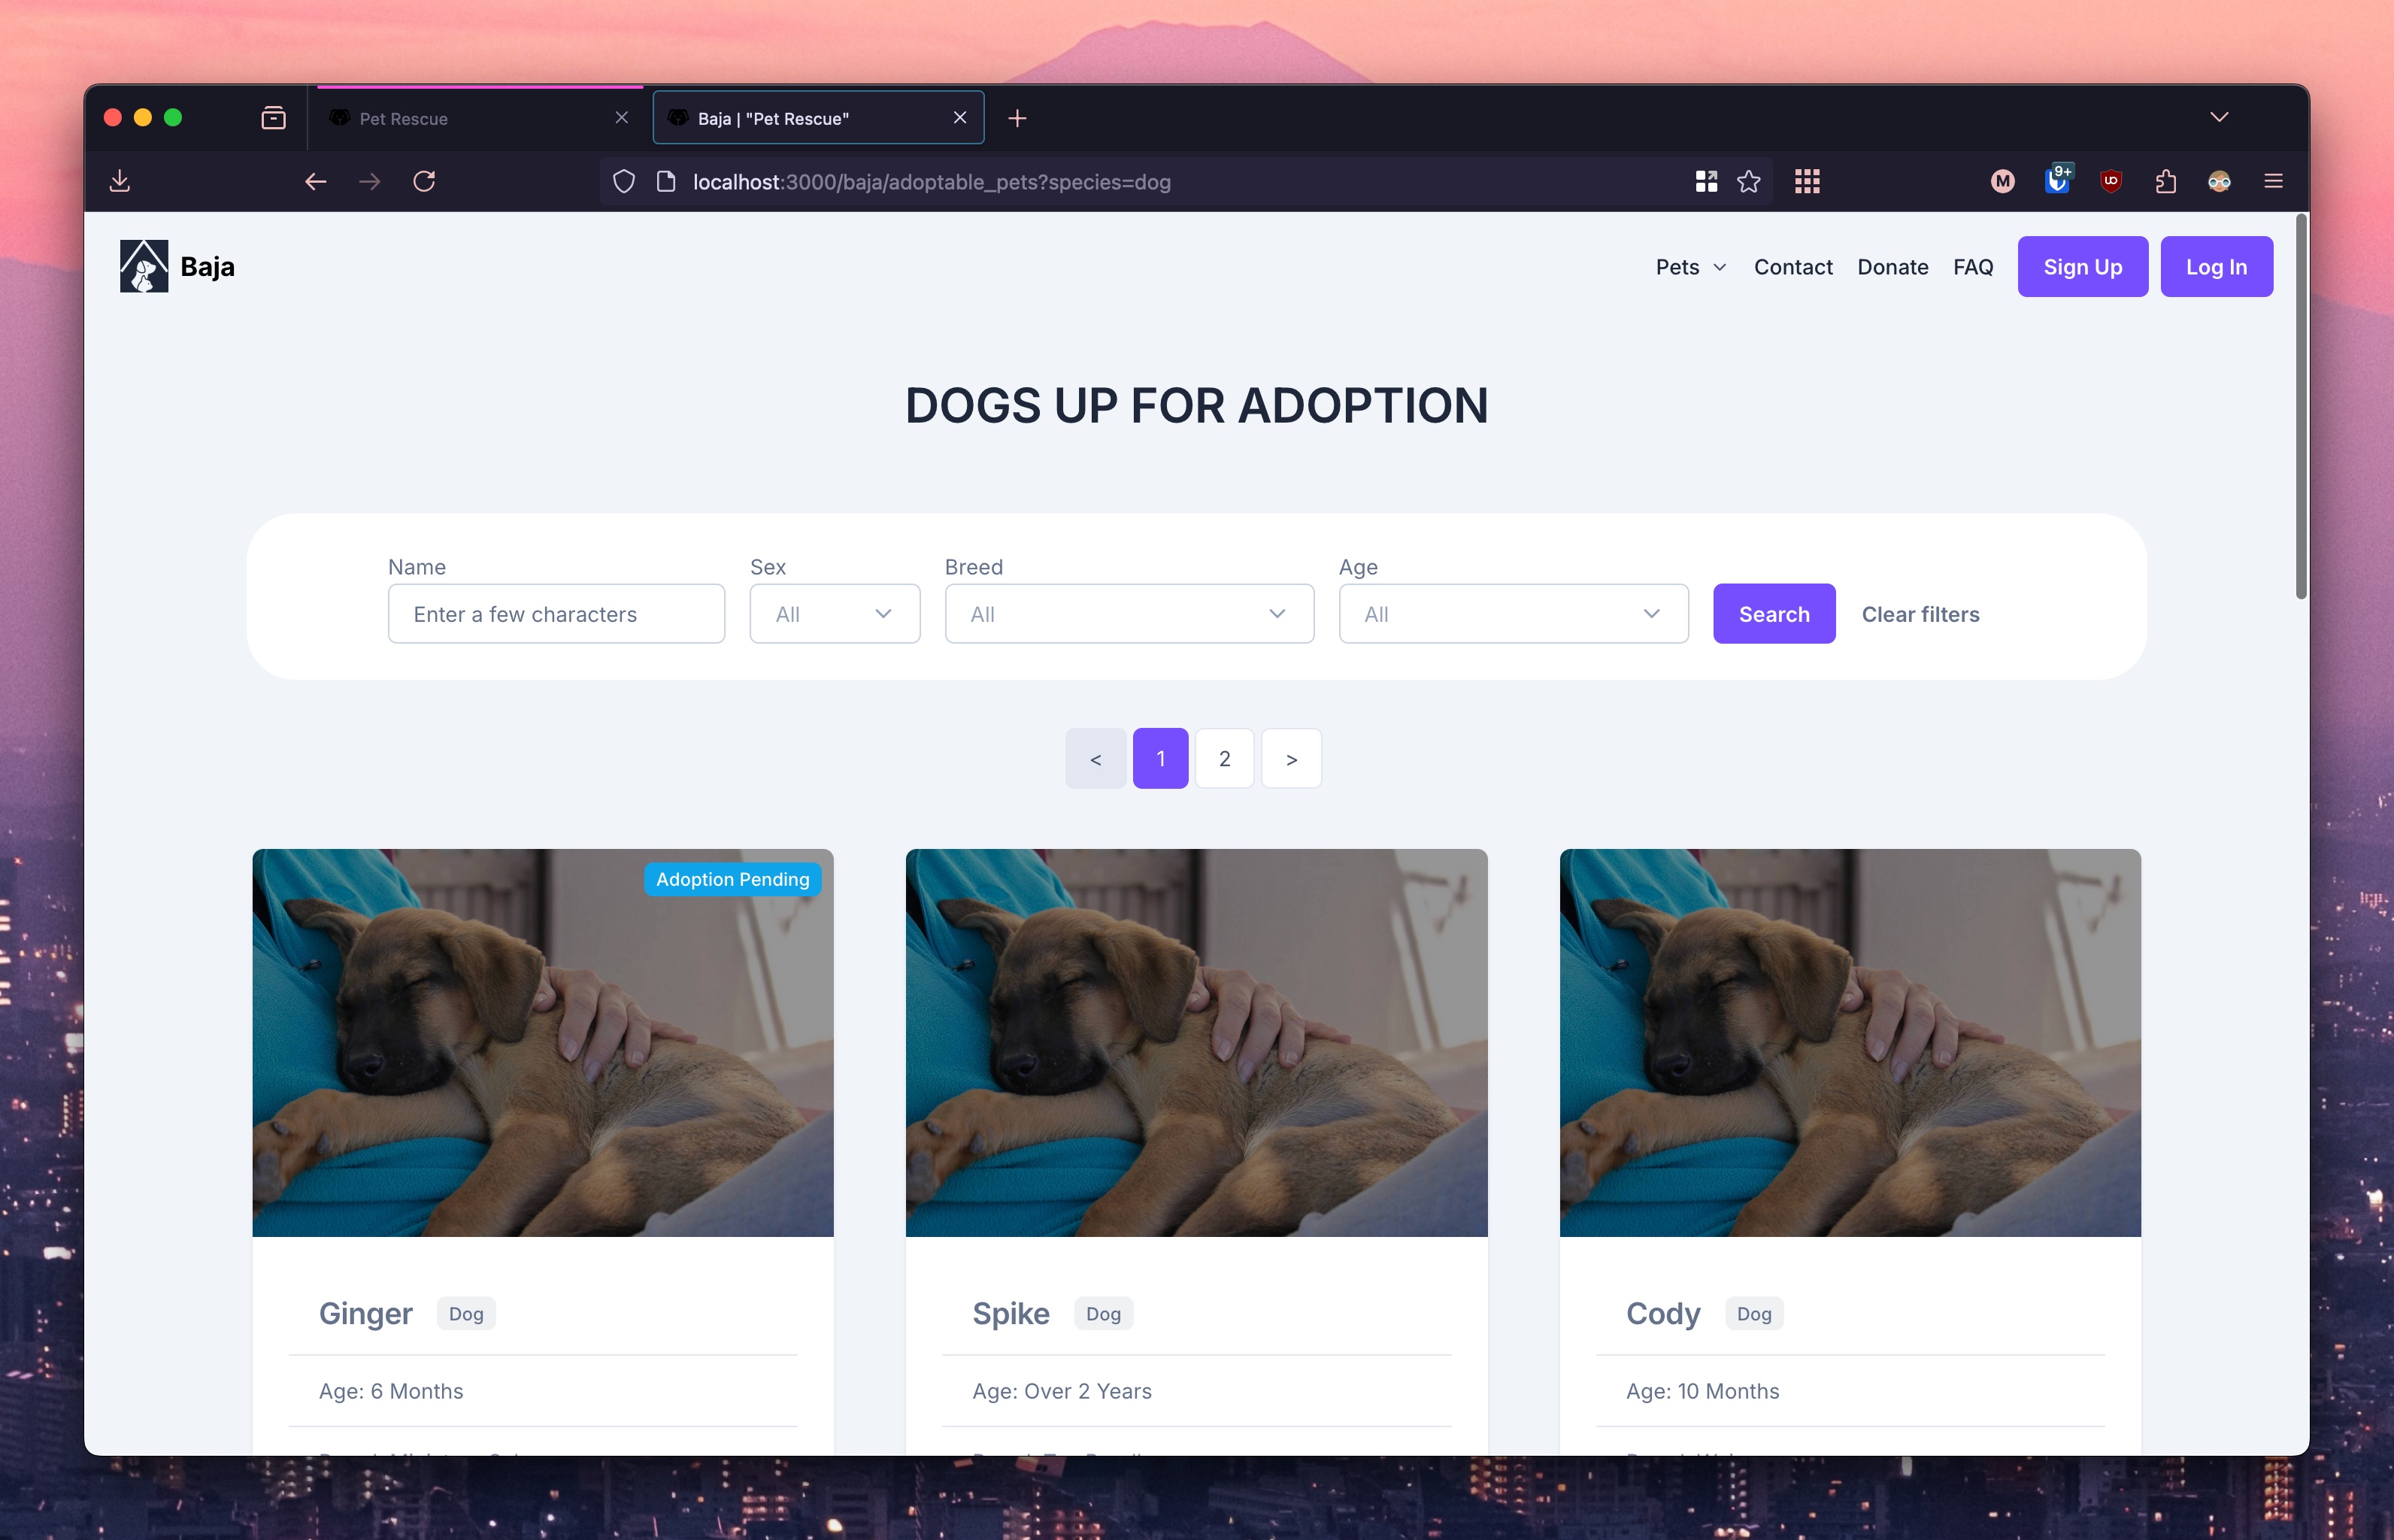 Pet Rescue
Baja | "Pet Rescue"
localhost:3000/baja/adoptable_pets?species=dog
M
9+
Baja
Pets Contact Donate FAQ Sign Up Log In
DOGS UP FOR ADOPTION
Name Sex Breed Age
Enter a few characters All All All Search Clear filters
< 1 2 >
Adoption Pending
Ginger Dog
Age: 6 Months
Spike Dog
Age: Over 2 Years
Cody Dog
Age: 10 Months